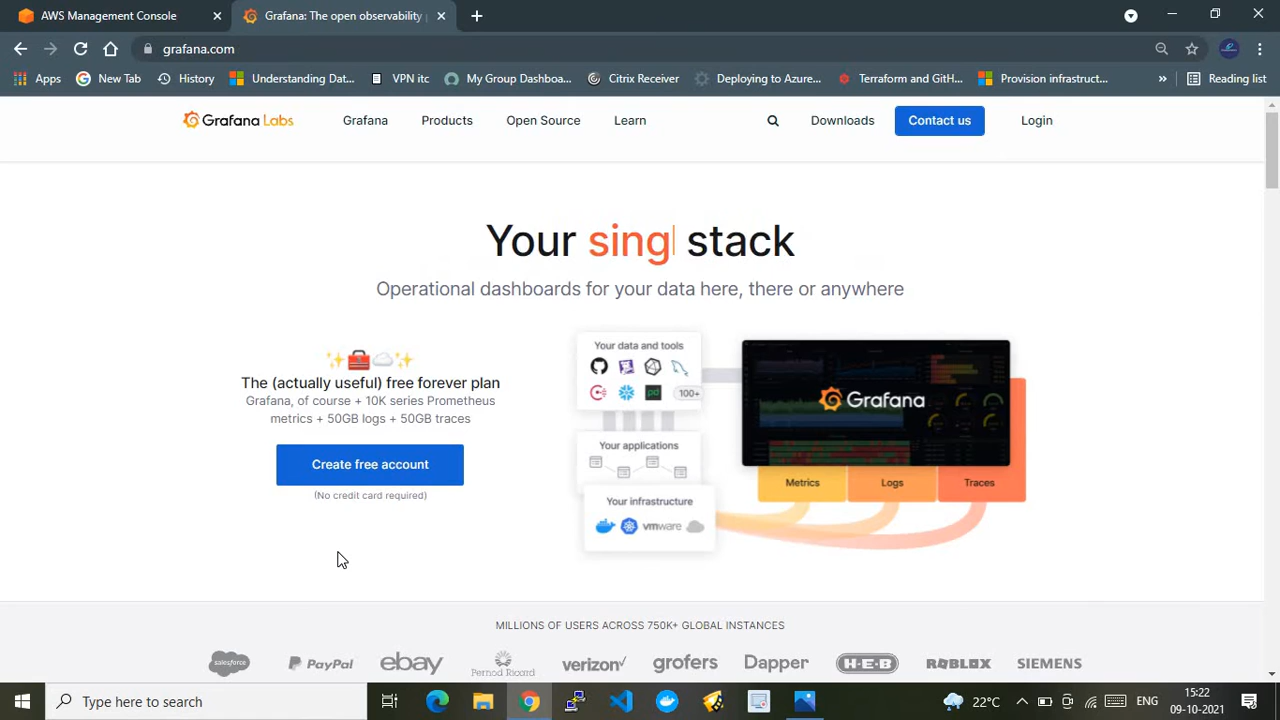 AWS Management Console
Grafana: The open observability
grafana.com
Apps
New Tab
History
Understanding Dat...
VPN itc
My Group Dashboa...
Citrix Receiver
Deploying to Azure...
Terraform and GitH...
Provision infrastruct...
»
Reading list
Grafana Labs
Grafana
Products
Open Source
Learn
Downloads
Contact us
Login
Your sing stack
Operational dashboards for your data here, there or anywhere
The (actually useful) free forever plan
Grafana, of course + 10K series Prometheus
metrics + 50GB logs + 50GB traces
Create free account
(No credit card required)
Your data and tools
100+
Your applications
Your infrastructure
vmware
Grafana
Metrics
Logs
Traces
MILLIONS OF USERS ACROSS 750K+ GLOBAL INSTANCES
salesforce
PayPal
ebay
Pernod Ricard
verizon✓
grofers
Dapper
H-E-B
ROBLOX
SIEMENS
Type here to search
22°C
ENG
15:22
09-10-2021